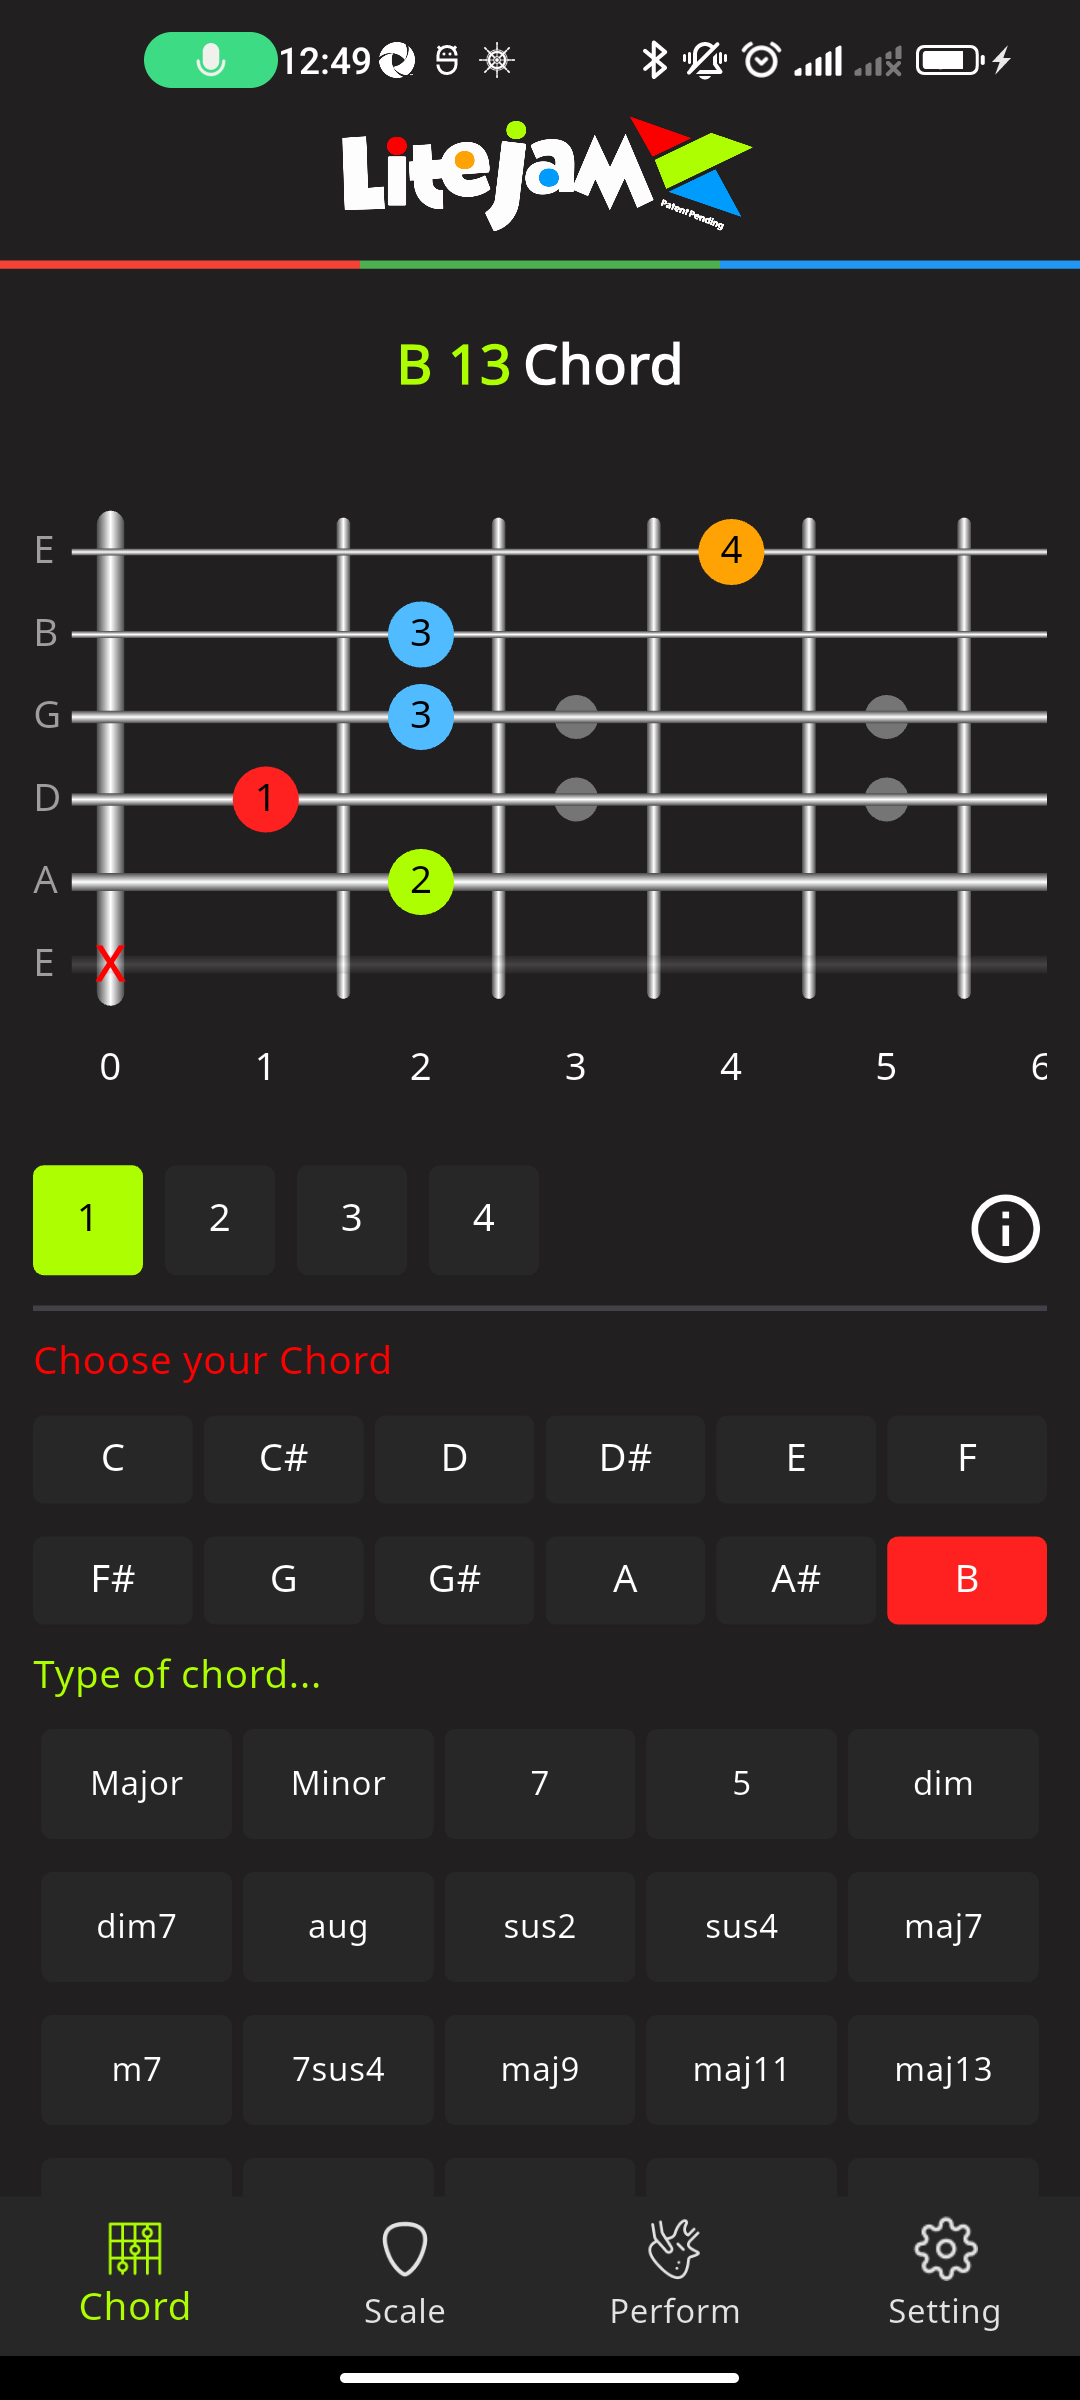 12:49
Litejam
Patent Pending
B 13 Chord
E
4
B
3
G
3
D
1
A
2
E X
0 1 2 3 4 5 6
1 2 3 4
Choose your Chord
C C# D D# E F
F# G G# A A# B
Type of chord...
Major Minor 7 5 dim
dim7 aug sus2 sus4 maj7
m7 7sus4 maj9 maj11 maj13
Chord Scale Perform Setting